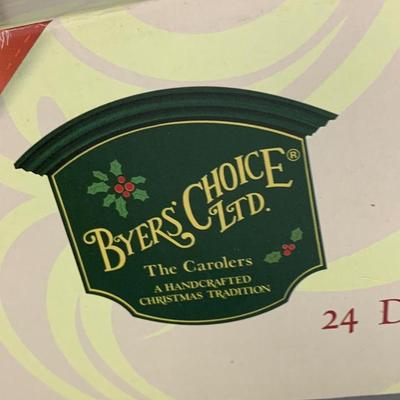 BYERS' CHOICE®
LTD.
The Carolers
A HANDCRAFTED
CHRISTMAS TRADITION
24 D